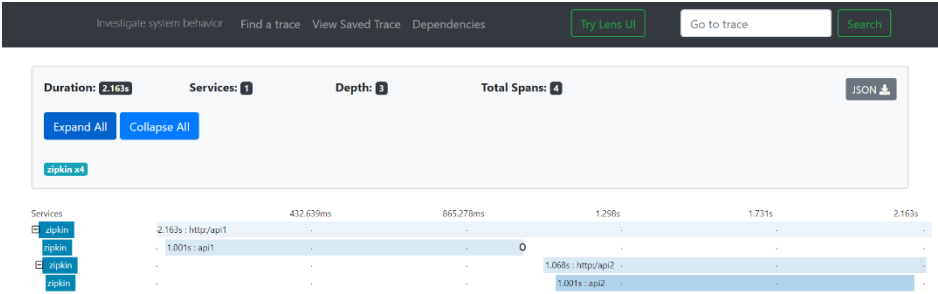 Investigate system behavior Find a trace View Saved Trace Dependencies Try Lens UI Go to trace Search
Duration: 2.163s Services: 1 Depth: 3 Total Spans: 4 JSON
Expand All Collapse All
zipkin x4
Services 432.639ms 865.278ms 1.298s 1.731s 2.163s
zipkin 2.163s : http:/api1
zipkin 1.001s : api1
zipkin 1.068s : http:/api2
zipkin 1.001s : api2